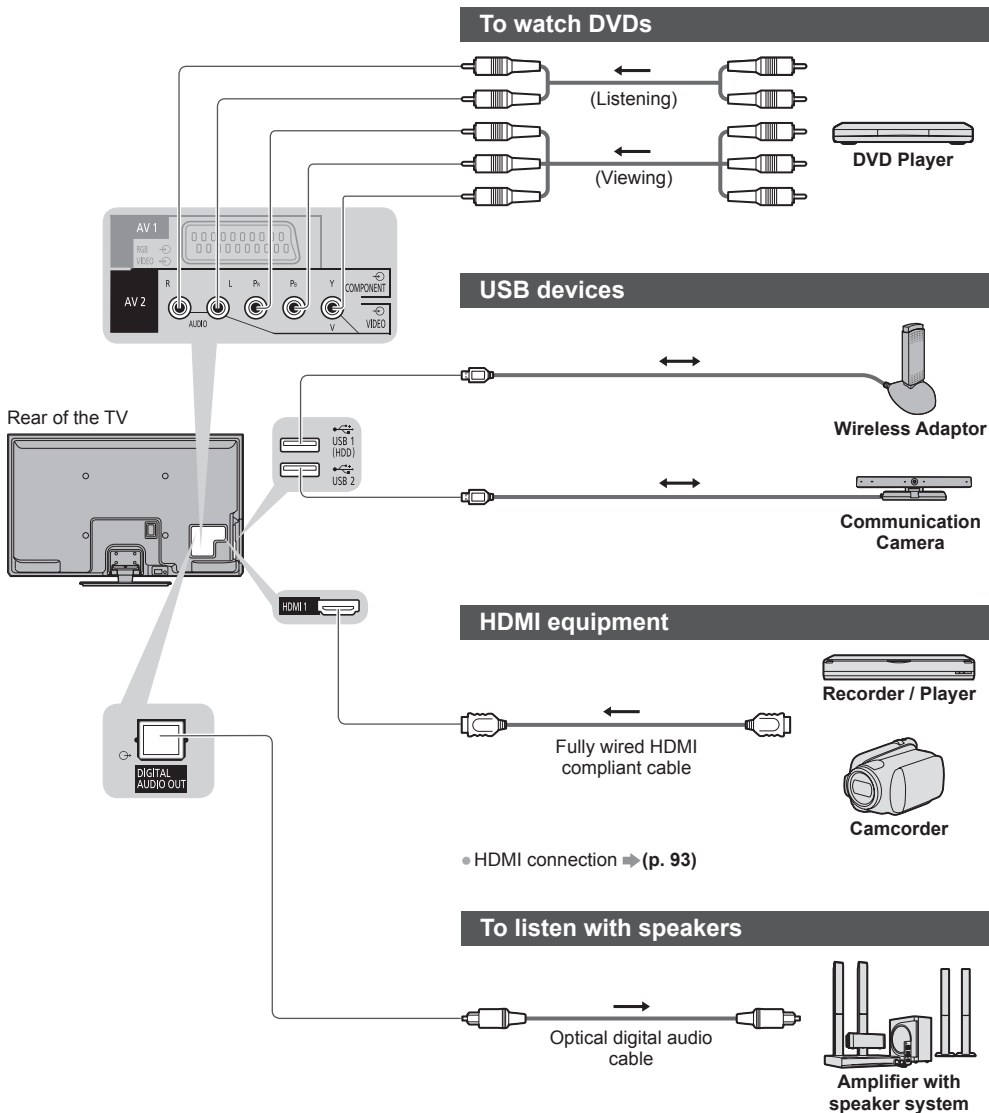 To watch DVDs
(Listening)
(Viewing)
DVD Player
AV 1
RGB
VIDEO
AV 2
R
L
PR
PB
Y
COMPONENT
AUDIO
V
VIDEO
USB devices
Wireless Adaptor
Rear of the TV
USB 1
(HDD)
USB 2
Communication
Camera
HDMI 1
HDMI equipment
Recorder / Player
Fully wired HDMI
compliant cable
Camcorder
● HDMI connection ➡ (p. 93)
DIGITAL
AUDIO OUT
To listen with speakers
Optical digital audio
cable
Amplifier with
speaker system